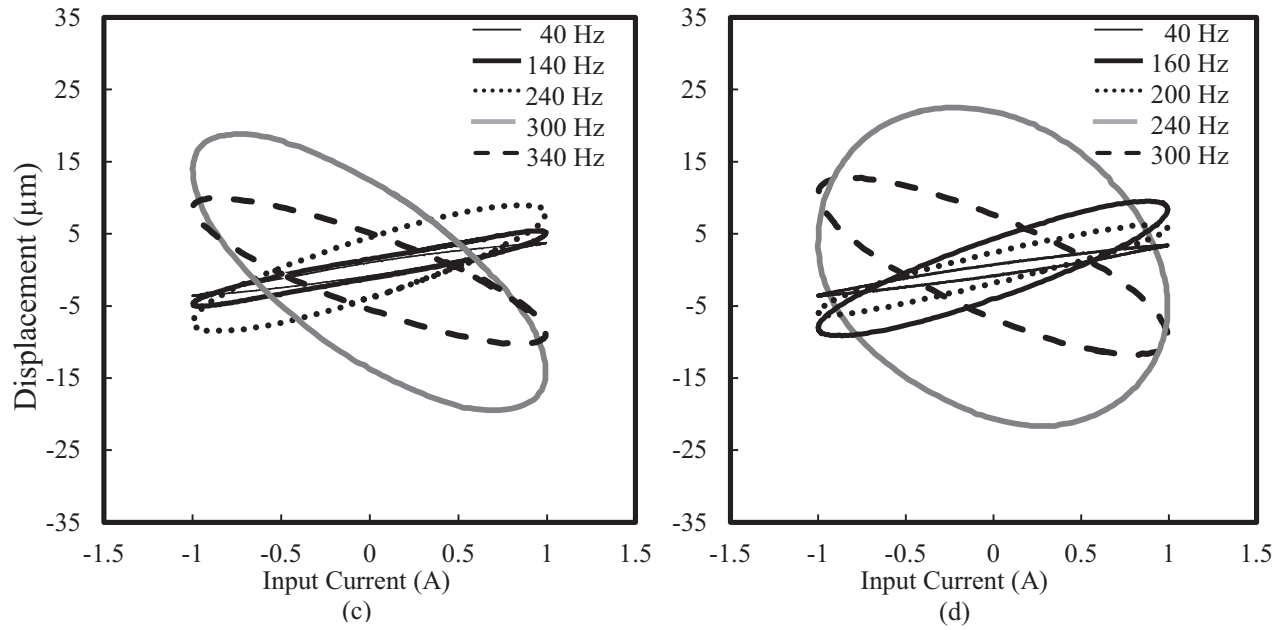 35
25
15
5
-5
-15
-25
-35
Displacement (μm)
40 Hz
140 Hz
240 Hz
300 Hz
340 Hz
-1.5 -1 -0.5 0 0.5 1 1.5
Input Current (A)
(c)
35
25
15
5
-5
-15
-25
-35
40 Hz
160 Hz
200 Hz
240 Hz
300 Hz
-1.5 -1 -0.5 0 0.5 1 1.5
Input Current (A)
(d)